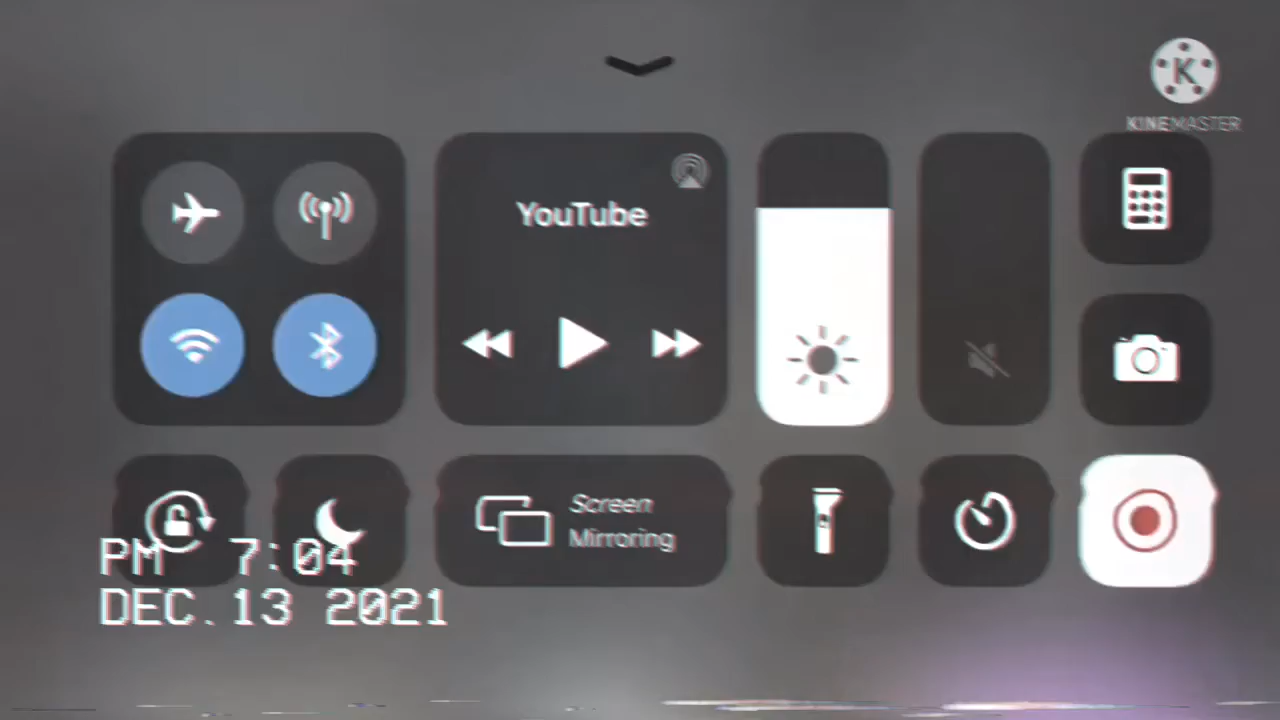 KINEMASTER
YouTube
Screen
Mirroring
PM 7:04
DEC.13 2021